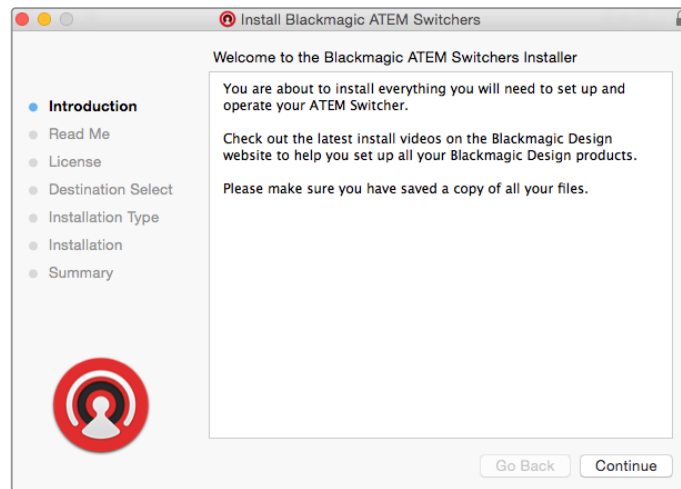 Install Blackmagic ATEM Switchers
Welcome to the Blackmagic ATEM Switchers Installer
Introduction
Read Me
License
Destination Select
Installation Type
Installation
Summary
You are about to install everything you will need to set up and
operate your ATEM Switcher.
Check out the latest install videos on the Blackmagic Design
website to help you set up all your Blackmagic Design products.
Please make sure you have saved a copy of all your files.
Go Back
Continue